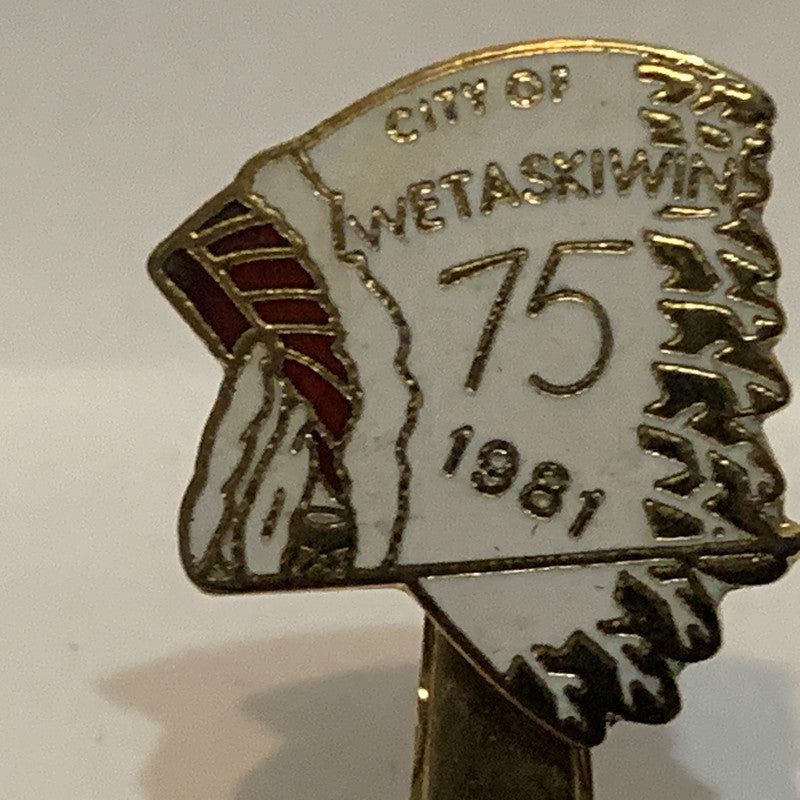 CITY OF
WETASKIWIN
75
1981